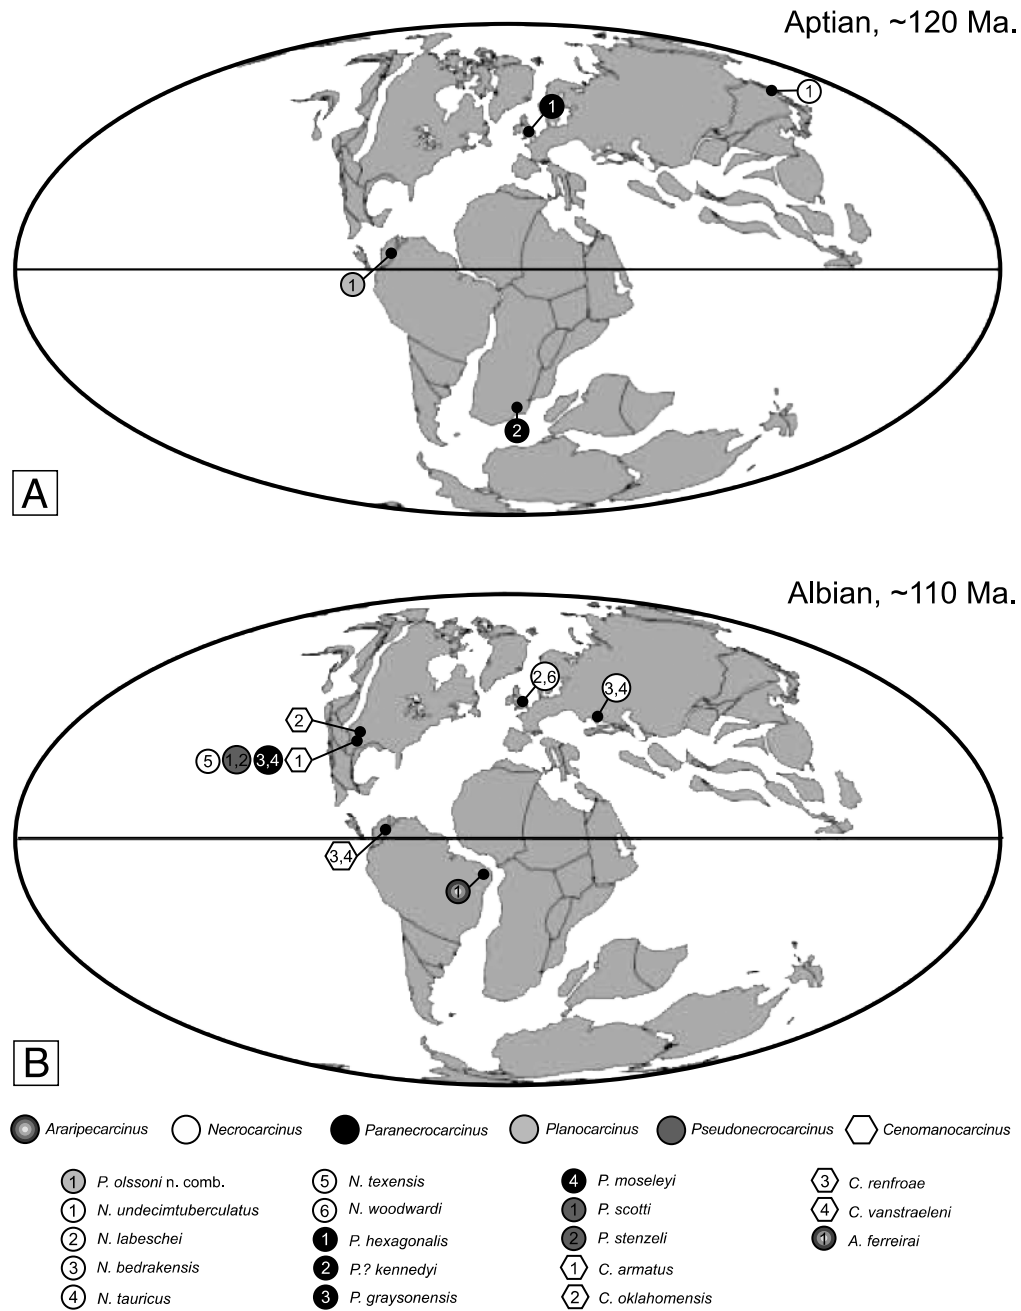 Aptian, ~120 Ma.
1
1
1
2
A
Albian, ~110 Ma.
2,6
3,4
2
5 1,2 3,4 1
3,4
1
B
Araripecarcinus Necrocarcinus Paranecrocarcinus Planocarcinus Pseudonecrocarcinus Cenomanocarcinus
1 P. olssoni n. comb.
1 N. undecimtuberculatus
2 N. labeschei
3 N. bedrakensis
4 N. tauricus
5 N. texensis
6 N. woodwardi
1 P. hexagonalis
2 P.? kennedyi
3 P. graysonensis
4 P. moseleyi
1 P. scotti
2 P. stenzeli
1 C. armatus
2 C. oklahomensis
3 C. renfroae
4 C. vanstraeleni
1 A. ferreirai